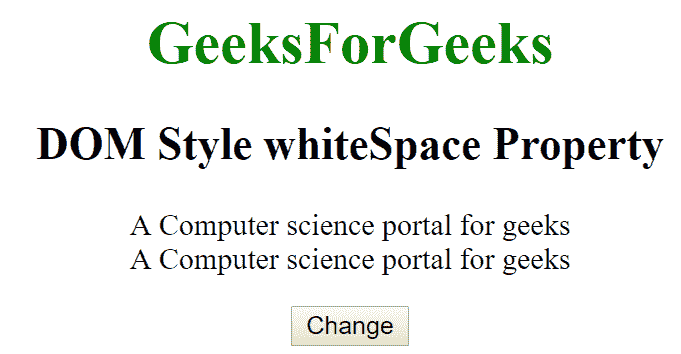 GeeksForGeeks
DOM Style whiteSpace Property
A Computer science portal for geeks
A Computer science portal for geeks
Change